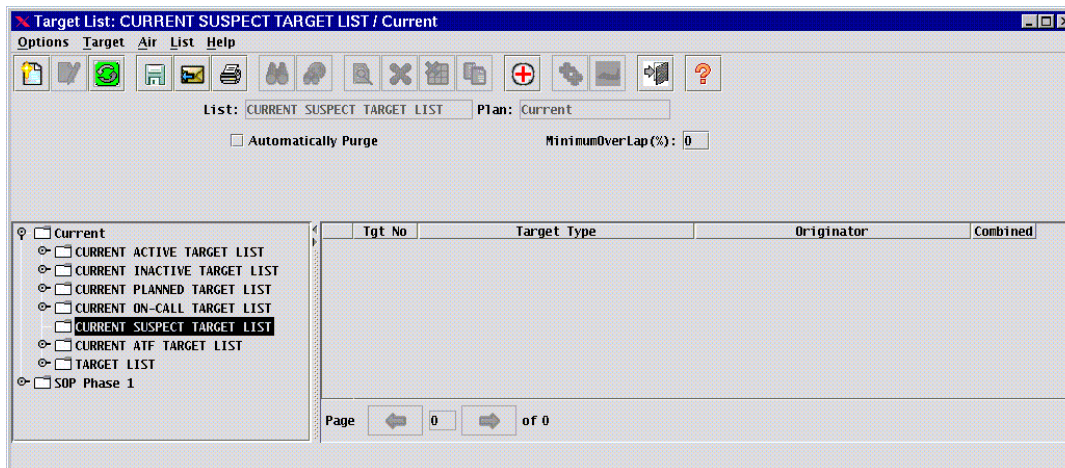 Target List: CURRENT SUSPECT TARGET LIST / Current
Options Target Air List Help
List: CURRENT SUSPECT TARGET LIST Plan: Current
Automatically Purge MinimumOverLap(%): 0
Current
CURRENT ACTIVE TARGET LIST
CURRENT INACTIVE TARGET LIST
CURRENT PLANNED TARGET LIST
CURRENT ON-CALL TARGET LIST
CURRENT SUSPECT TARGET LIST
CURRENT ATF TARGET LIST
TARGET LIST
SOP Phase 1
Tgt No Target Type Originator Combined
Page 0 of 0